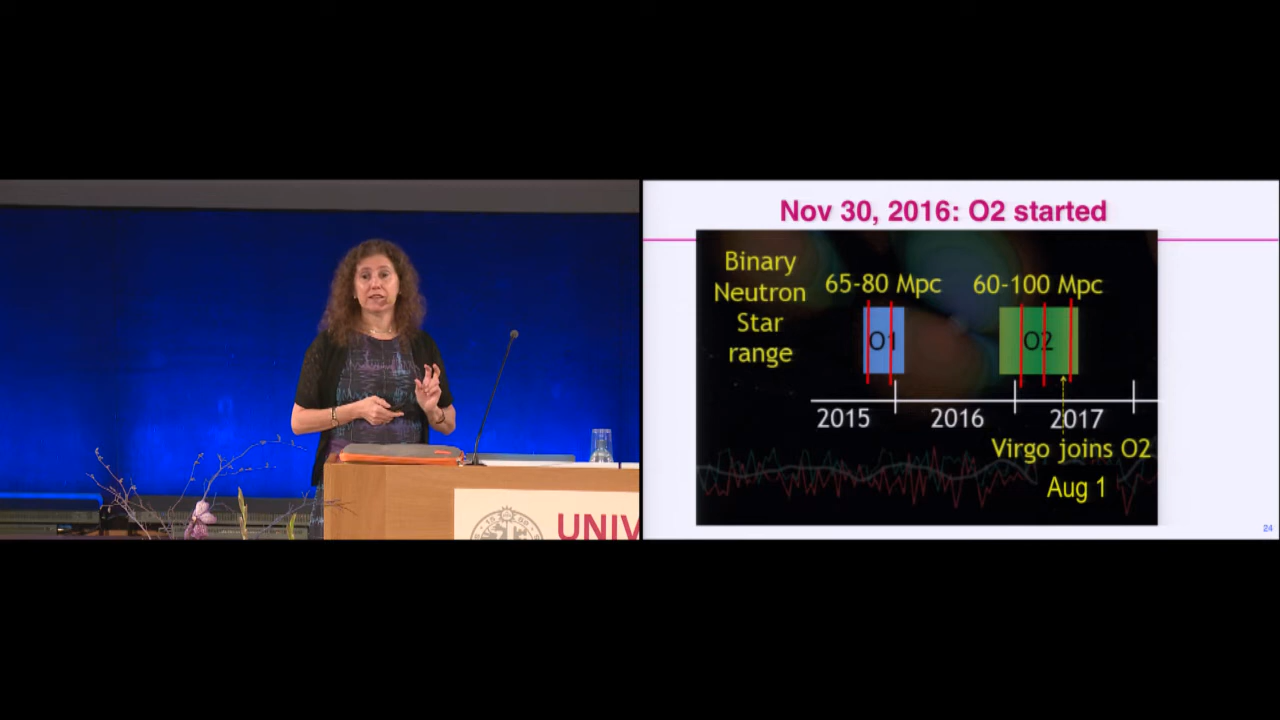 Nov 30, 2016: O2 started
Binary
Neutron
Star
range
65-80 Mpc
60-100 Mpc
O1
O2
2015
2016
2017
Virgo joins O2
Aug 1
24
UNIV